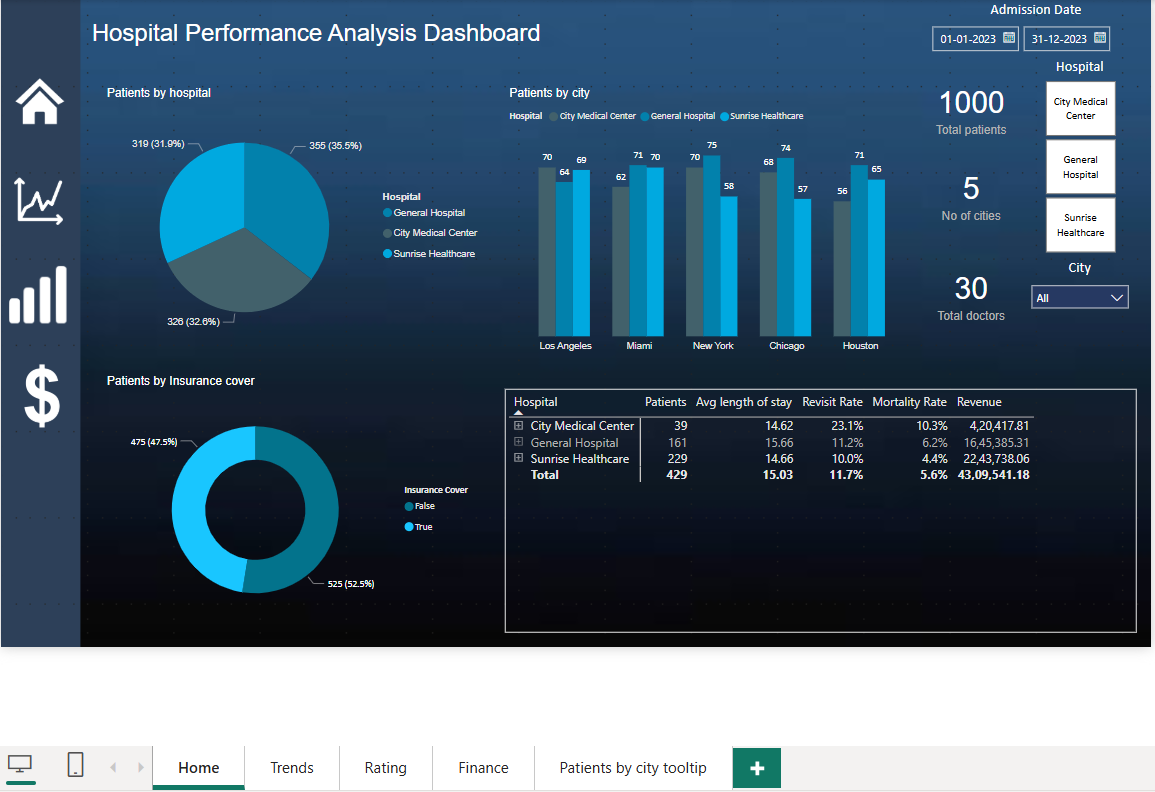 Hospital Performance Analysis Dashboard
Admission Date
01-01-2023
31-12-2023
Hospital
City Medical Center
General Hospital
Sunrise Healthcare
City
All
1000
Total patients
5
No of cities
30
Total doctors
Patients by hospital
319 (31.9%)
355 (35.5%)
326 (32.6%)
Hospital
General Hospital
City Medical Center
Sunrise Healthcare
Patients by city
Hospital City Medical Center General Hospital Sunrise Healthcare
70 64 69
62 71 70
70 75 58
68 74 57
56 71 65
Los Angeles Miami New York Chicago Houston
Patients by Insurance cover
475 (47.5%)
525 (52.5%)
Insurance Cover
False
True
Hospital Patients Avg length of stay Revisit Rate Mortality Rate Revenue
City Medical Center 39 14.62 23.1% 10.3% 4,20,417.81
General Hospital 161 15.66 11.2% 6.2% 16,45,385.31
Sunrise Healthcare 229 14.66 10.0% 4.4% 22,43,738.06
Total 429 15.03 11.7% 5.6% 43,09,541.18
Home Trends Rating Finance Patients by city tooltip